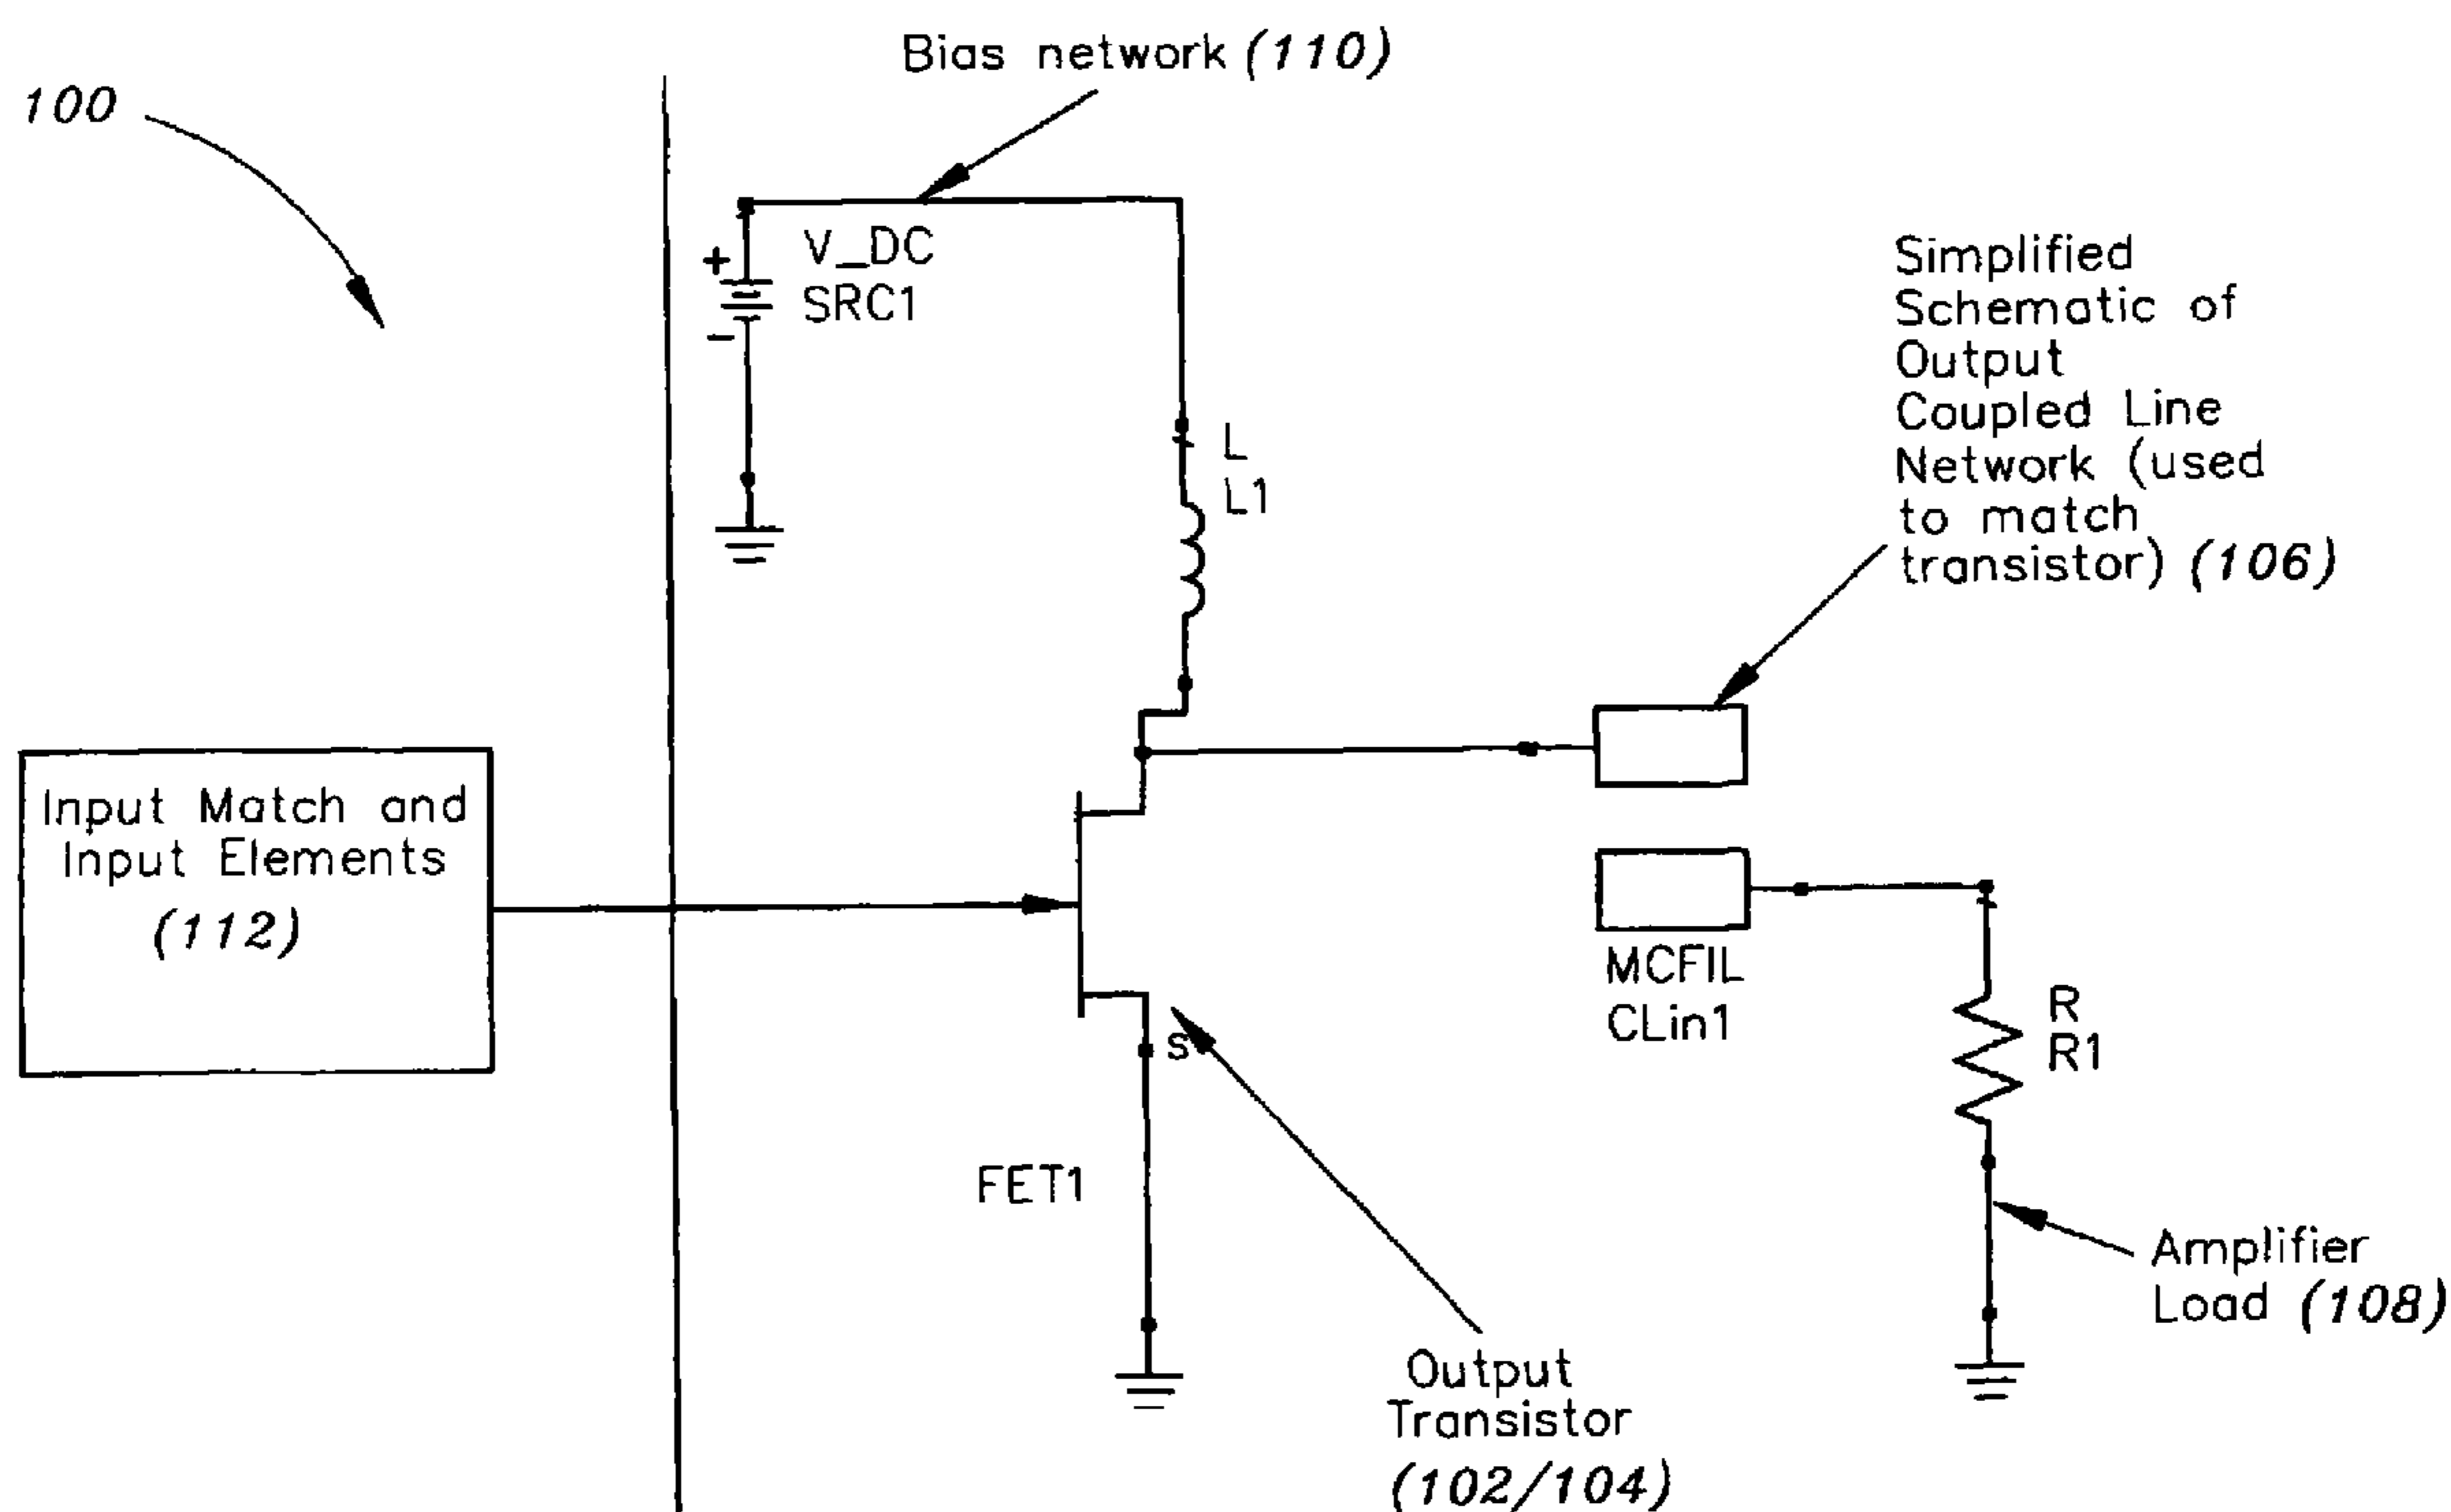 Bias network (110)
100
+
V_DC
SRC1
-
Simplified
Schematic of
Output
Coupled Line
Network (used
to match
transistor) (106)
L
L1
Input Match and
Input Elements
(112)
MCFIL
CLin1
R
R1
S
FET1
Amplifier
Load (108)
Output
Transistor
(102/104)